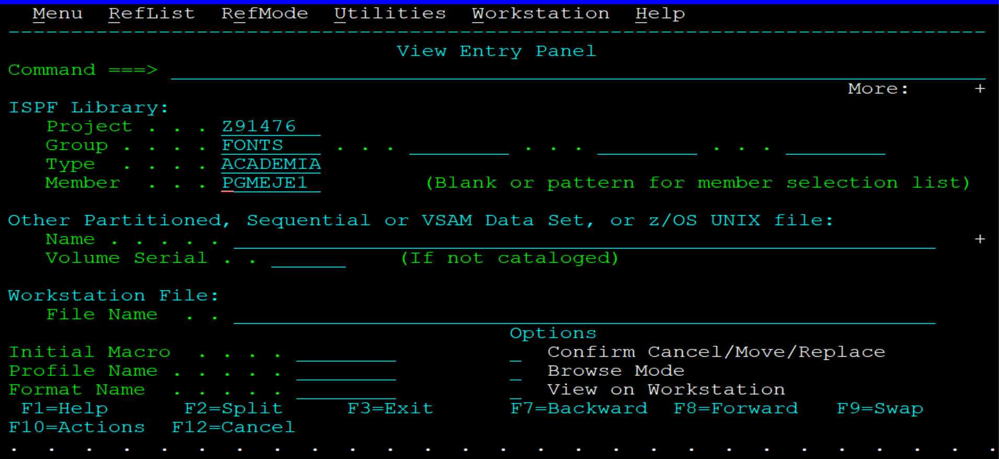 Menu RefList RefMode Utilities Workstation Help
View Entry Panel
Command ===>
More: +
ISPF Library:
Project . . . Z91476
Group . . . . FONTS . . . . . . . . .
Type . . . . ACADEMIA
Member . . . PGMEJE1 (Blank or pattern for member selection list)
Other Partitioned, Sequential or VSAM Data Set, or z/OS UNIX file:
Name . . . . . +
Volume Serial . . (If not cataloged)
Workstation File:
File Name . .
Options
Initial Macro . . . . Confirm Cancel/Move/Replace
Profile Name . . . . . Browse Mode
Format Name . . . . . View on Workstation
F1=Help F2=Split F3=Exit F7=Backward F8=Forward F9=Swap
F10=Actions F12=Cancel
. . . . . . . . . . . . . . . . . . . . . . . . . . .